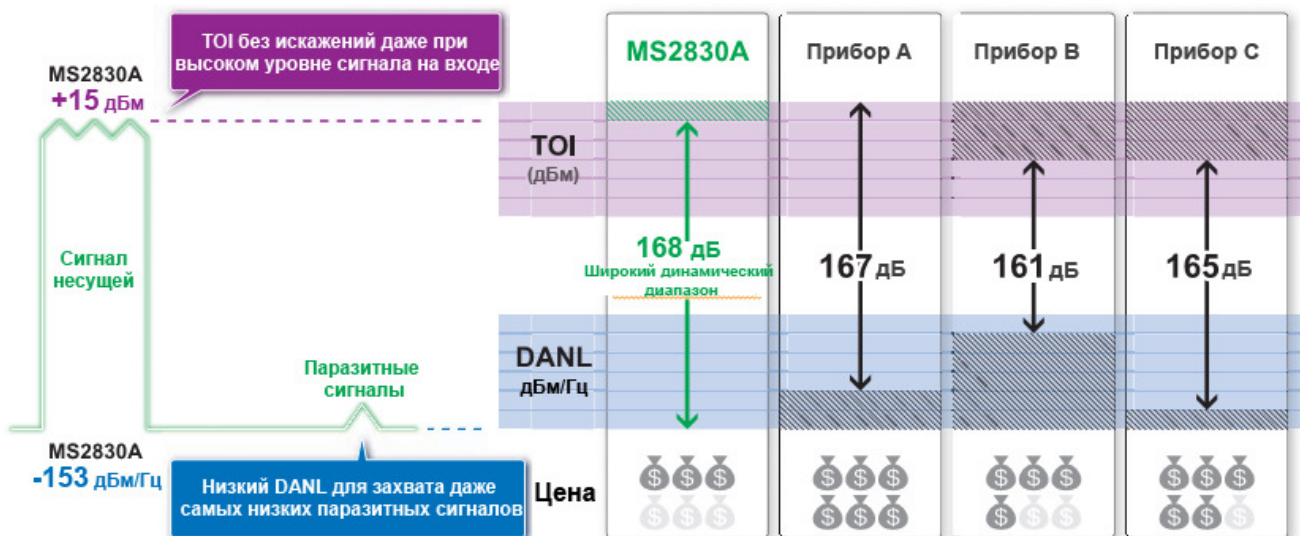 TOI без искажений даже при
высоком уровне сигнала на входе
MS2830A
+15 дБм
Сигнал
несущей
Паразитные
сигналы
MS2830A
-153 дБм/Гц
Низкий DANL для захвата даже
самых низких паразитных сигналов
MS2830A
Прибор A
Прибор B
Прибор C
TOI
(дБм)
168 дБ
Широкий динамический
диапазон
167 дБ
161 дБ
165 дБ
DANL
дБм/Гц
Цена
$ $ $
$ $ $
$ $ $
$ $ $
$ $ $
$ $ $
$ $ $
$ $ $